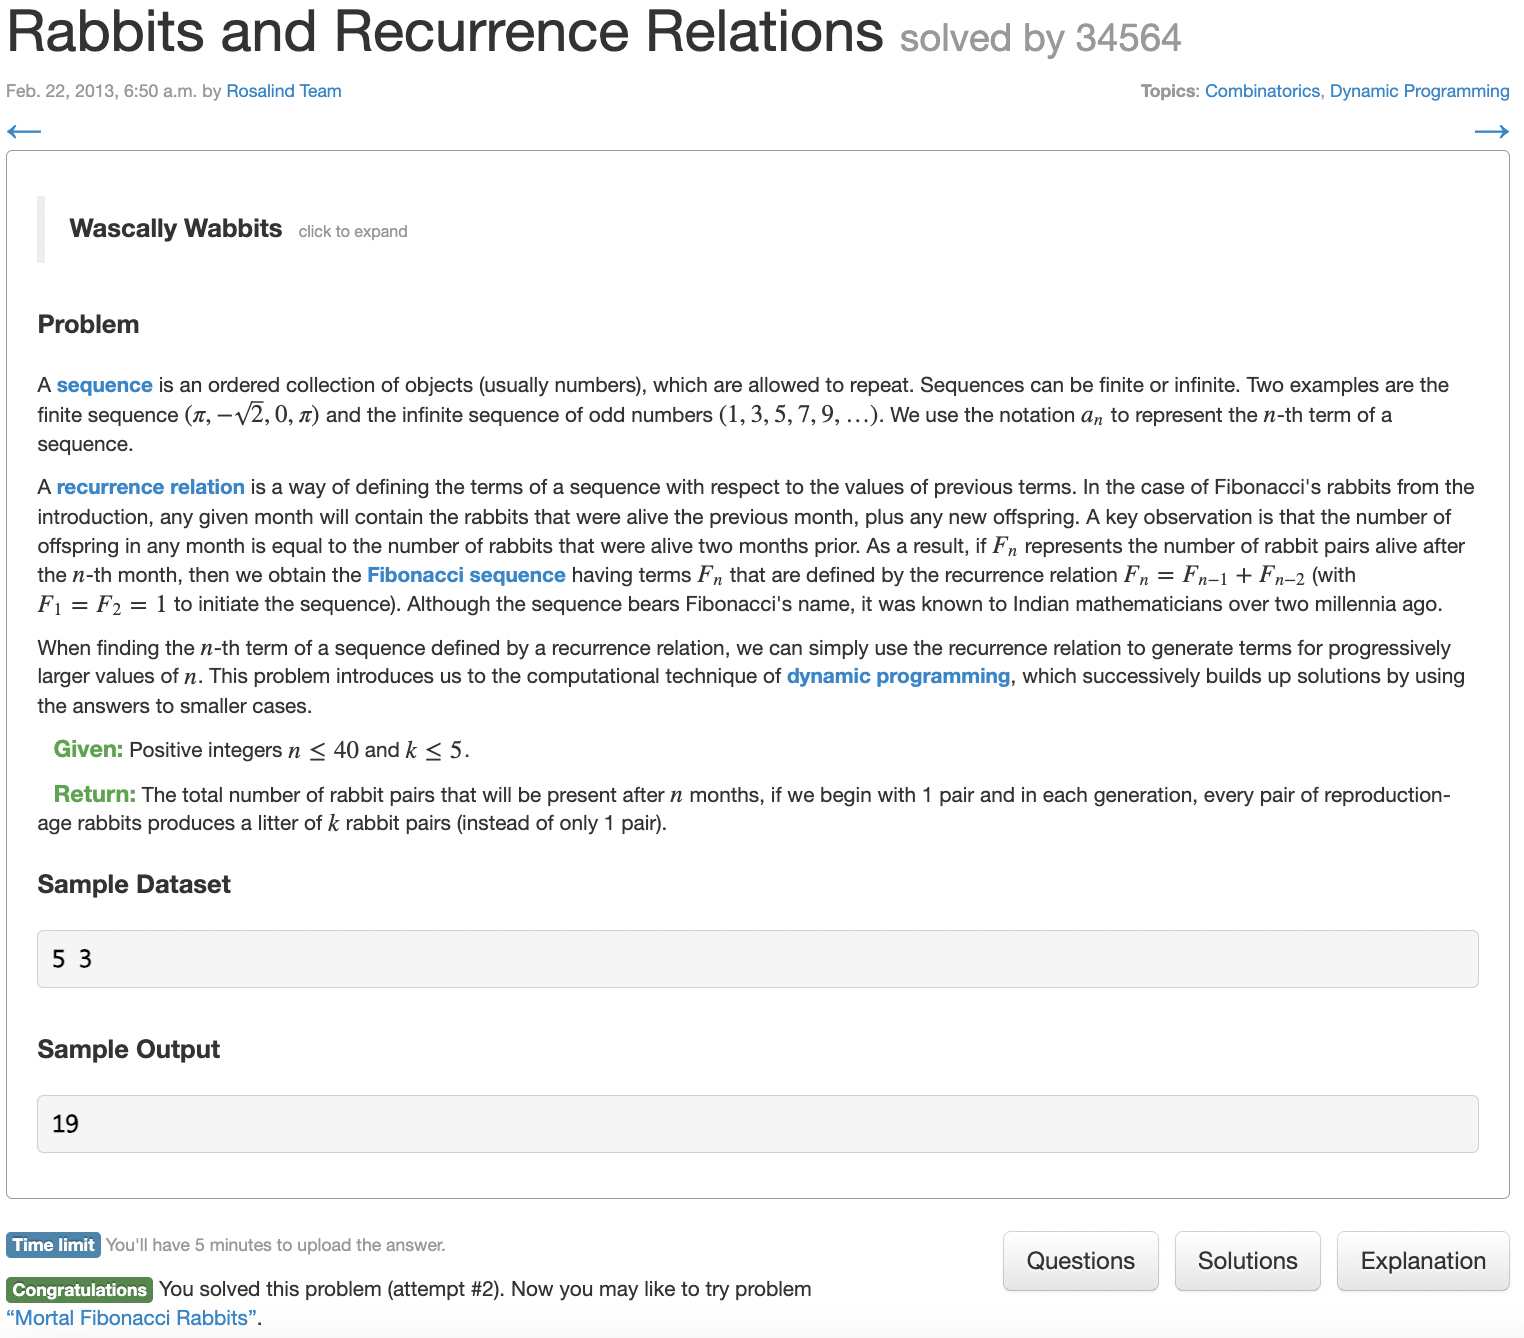 Rabbits and Recurrence Relations solved by 34564
Feb. 22, 2013, 6:50 a.m. by Rosalind Team
Topics: Combinatorics, Dynamic Programming
← →
Wascally Wabbits click to expand
Problem
A sequence is an ordered collection of objects (usually numbers), which are allowed to repeat. Sequences can be finite or infinite. Two examples are the
finite sequence (π, −√2, 0, π) and the infinite sequence of odd numbers (1, 3, 5, 7, 9, …). We use the notation aₙ to represent the n-th term of a
sequence.
A recurrence relation is a way of defining the terms of a sequence with respect to the values of previous terms. In the case of Fibonacci's rabbits from the
introduction, any given month will contain the rabbits that were alive the previous month, plus any new offspring. A key observation is that the number of
offspring in any month is equal to the number of rabbits that were alive two months prior. As a result, if Fₙ represents the number of rabbit pairs alive after
the n-th month, then we obtain the Fibonacci sequence having terms Fₙ that are defined by the recurrence relation Fₙ = Fₙ₋₁ + Fₙ₋₂ (with
F₁ = F₂ = 1 to initiate the sequence). Although the sequence bears Fibonacci's name, it was known to Indian mathematicians over two millennia ago.
When finding the n-th term of a sequence defined by a recurrence relation, we can simply use the recurrence relation to generate terms for progressively
larger values of n. This problem introduces us to the computational technique of dynamic programming, which successively builds up solutions by using
the answers to smaller cases.
Given: Positive integers n ≤ 40 and k ≤ 5.
Return: The total number of rabbit pairs that will be present after n months, if we begin with 1 pair and in each generation, every pair of reproduction-
age rabbits produces a litter of k rabbit pairs (instead of only 1 pair).
Sample Dataset
5 3
Sample Output
19
Time limit You'll have 5 minutes to upload the answer.
Congratulations You solved this problem (attempt #2). Now you may like to try problem
“Mortal Fibonacci Rabbits”.
Questions
Solutions
Explanation